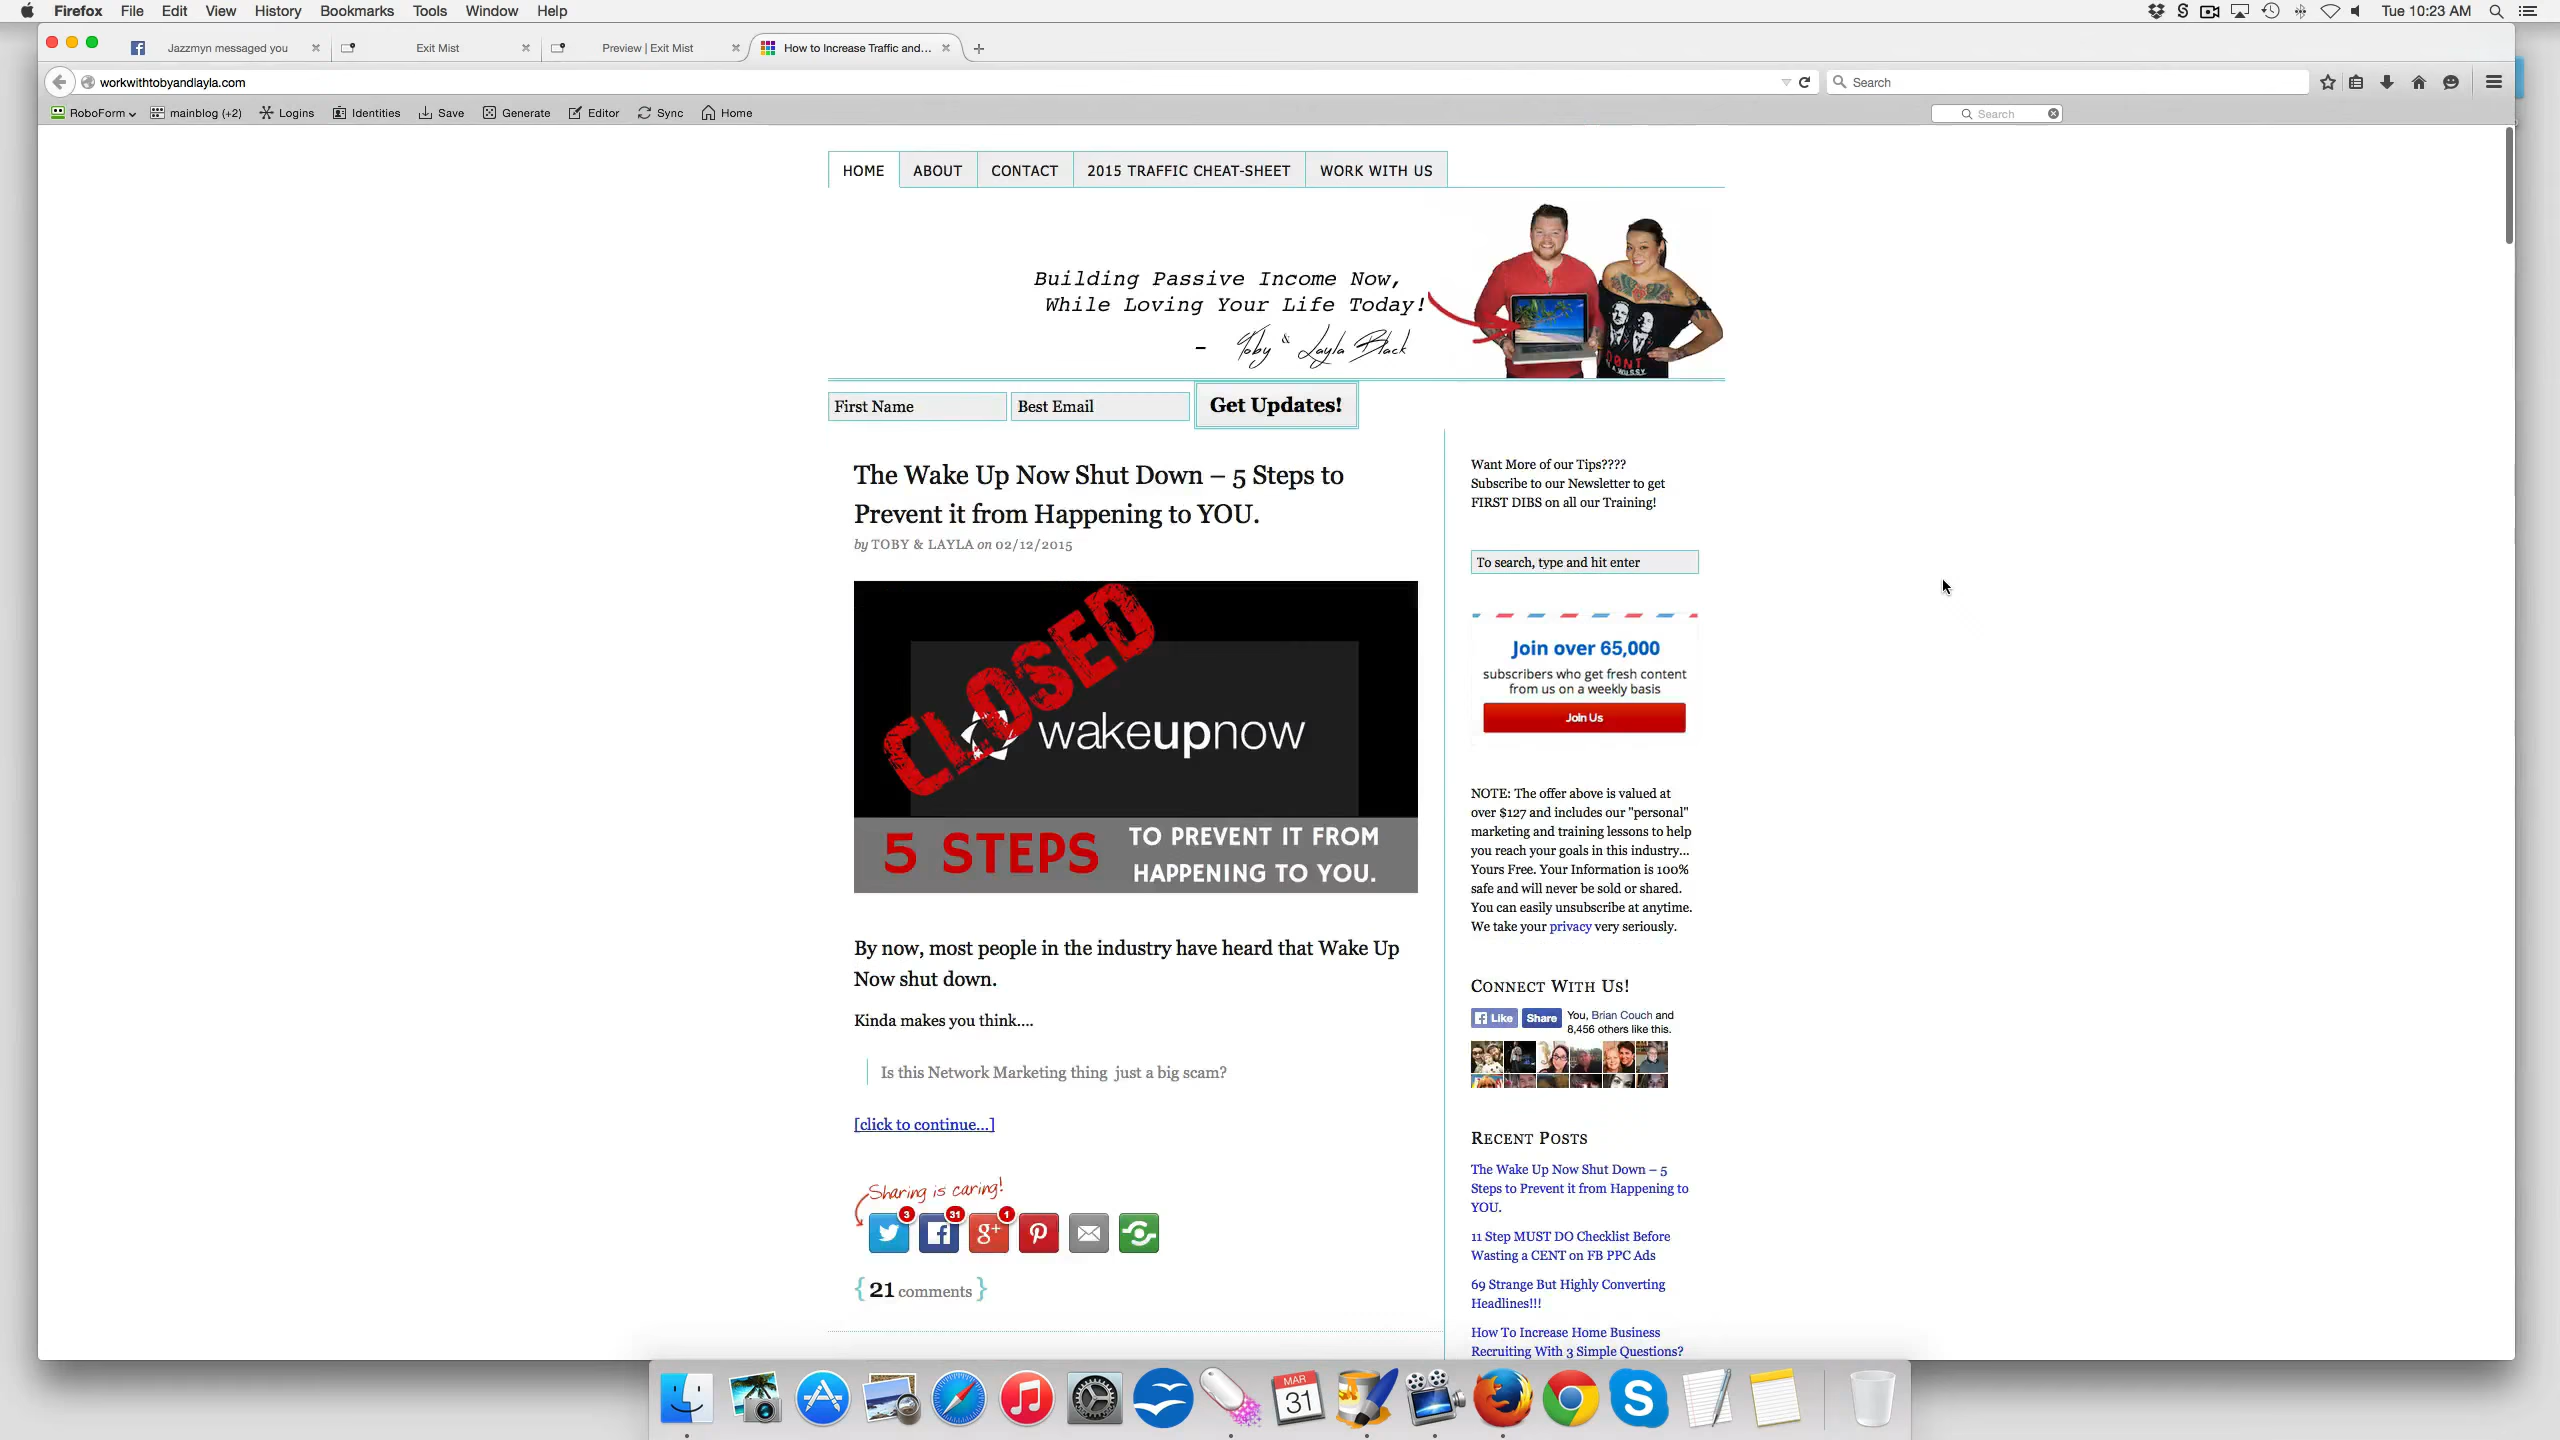 Firefox File Edit View History Bookmarks Tools Window Help
Tue 10:23 AM
Jazzmyn messaged you
Exit Mist
Preview | Exit Mist
How to Increase Traffic and...
workwithtobyandlayla.com
Search
RoboForm
mainblog (+2)
Logins
Identities
Save
Generate
Editor
Sync
Home
Search
HOME
ABOUT
CONTACT
2015 TRAFFIC CHEAT-SHEET
WORK WITH US
Building Passive Income Now,
While Loving Your Life Today!
- Toby & Layla Black
First Name
Best Email
Get Updates!
The Wake Up Now Shut Down – 5 Steps to
Prevent it from Happening to YOU.
by TOBY & LAYLA on 02/12/2015
CLOSED
wakeupnow
5 STEPS
TO PREVENT IT FROM
HAPPENING TO YOU.
By now, most people in the industry have heard that Wake Up
Now shut down.
Kinda makes you think....
Is this Network Marketing thing just a big scam?
[click to continue...]
Sharing is caring!
3
31
1
g+
{ 21 comments }
Want More of our Tips????
Subscribe to our Newsletter to get
FIRST DIBS on all our Training!
To search, type and hit enter
Join over 65,000
subscribers who get fresh content
from us on a weekly basis
Join Us
NOTE: The offer above is valued at
over $127 and includes our "personal"
marketing and training lessons to help
you reach your goals in this industry...
Yours Free. Your Information is 100%
safe and will never be sold or shared.
You can easily unsubscribe at anytime.
We take your privacy very seriously.
Connect With Us!
Like
Share
You, Brian Couch and
8,456 others like this.
Recent Posts
The Wake Up Now Shut Down – 5
Steps to Prevent it from Happening to
YOU.
11 Step MUST DO Checklist Before
Wasting a CENT on FB PPC Ads
69 Strange But Highly Converting
Headlines!!!
How To Increase Home Business
Recruiting With 3 Simple Questions?
MAR
31